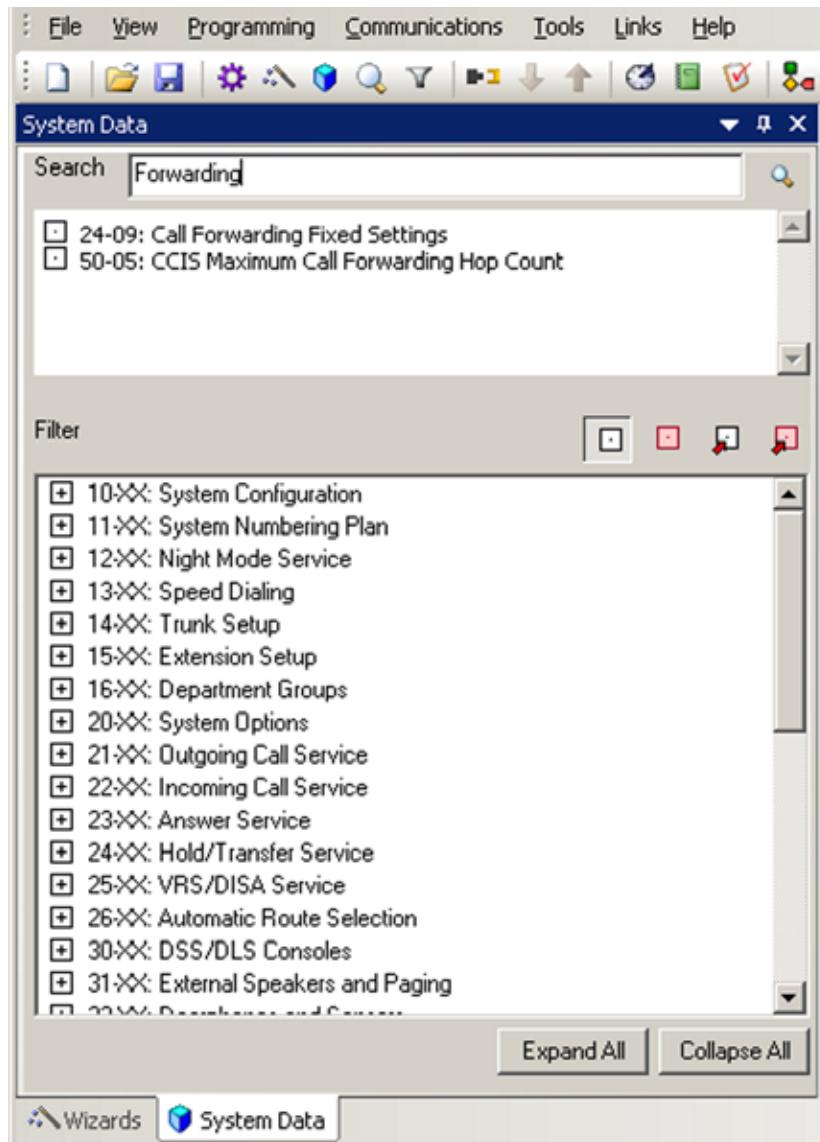 File View Programming Communications Tools Links Help
System Data
Search Forwarding
24-09: Call Forwarding Fixed Settings
50-05: CCIS Maximum Call Forwarding Hop Count
Filter
10-XX: System Configuration
11-XX: System Numbering Plan
12-XX: Night Mode Service
13-XX: Speed Dialing
14-XX: Trunk Setup
15-XX: Extension Setup
16-XX: Department Groups
20-XX: System Options
21-XX: Outgoing Call Service
22-XX: Incoming Call Service
23-XX: Answer Service
24-XX: Hold/Transfer Service
25-XX: VRS/DISA Service
26-XX: Automatic Route Selection
30-XX: DSS/DLS Consoles
31-XX: External Speakers and Paging
Expand All Collapse All
Wizards System Data